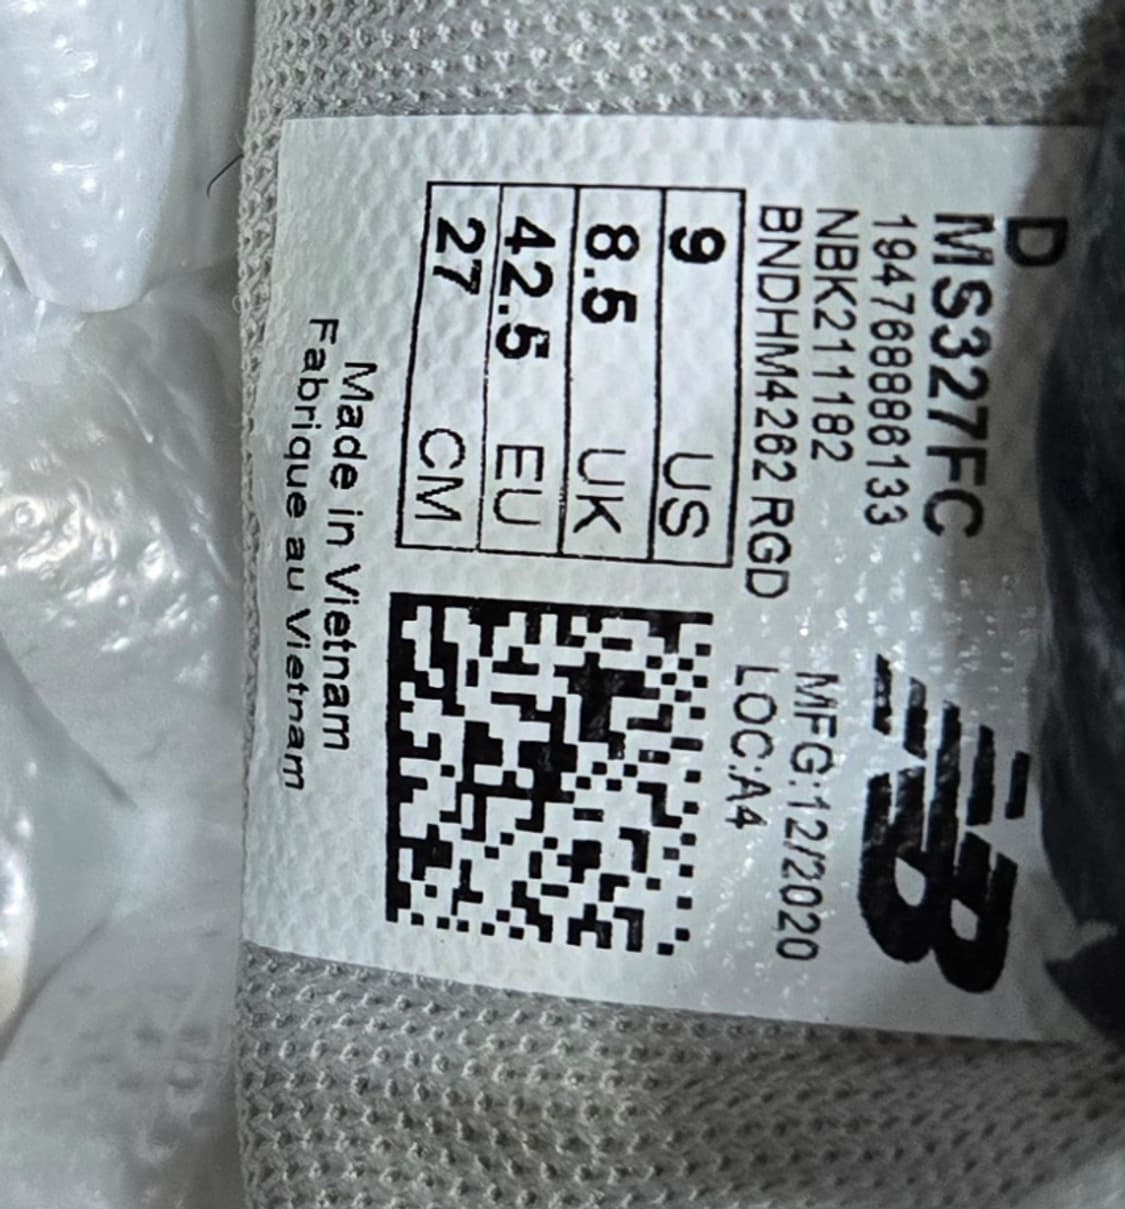 D
MS327FC
194768886133
NBK211182
BNDHM4262 RGD
MFG:12/2020
LOC:A4
9 US
8.5 UK
42.5 EU
27 CM
Made in Vietnam
Fabrique au Vietnam
NB